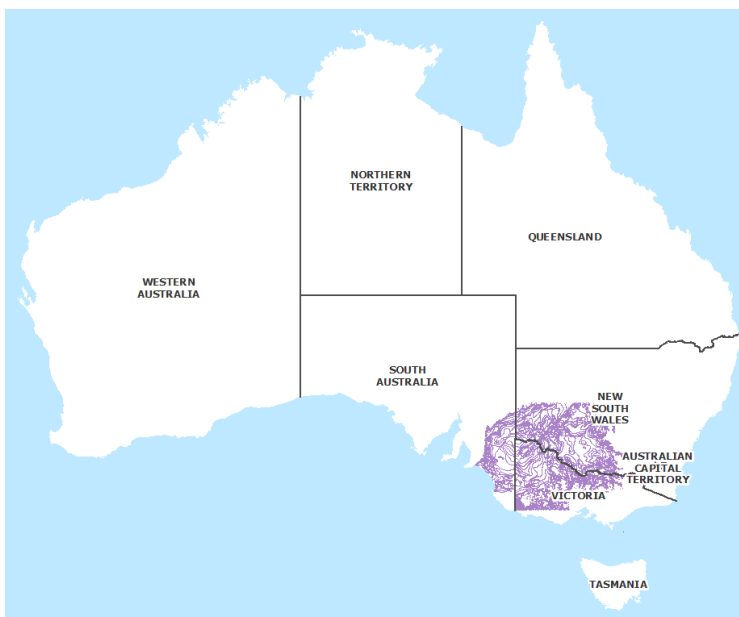 NORTHERN
TERRITORY
QUEENSLAND
WESTERN
AUSTRALIA
SOUTH
AUSTRALIA
NEW
SOUTH
WALES
AUSTRALIAN
CAPITAL
TERRITORY
VICTORIA
TASMANIA